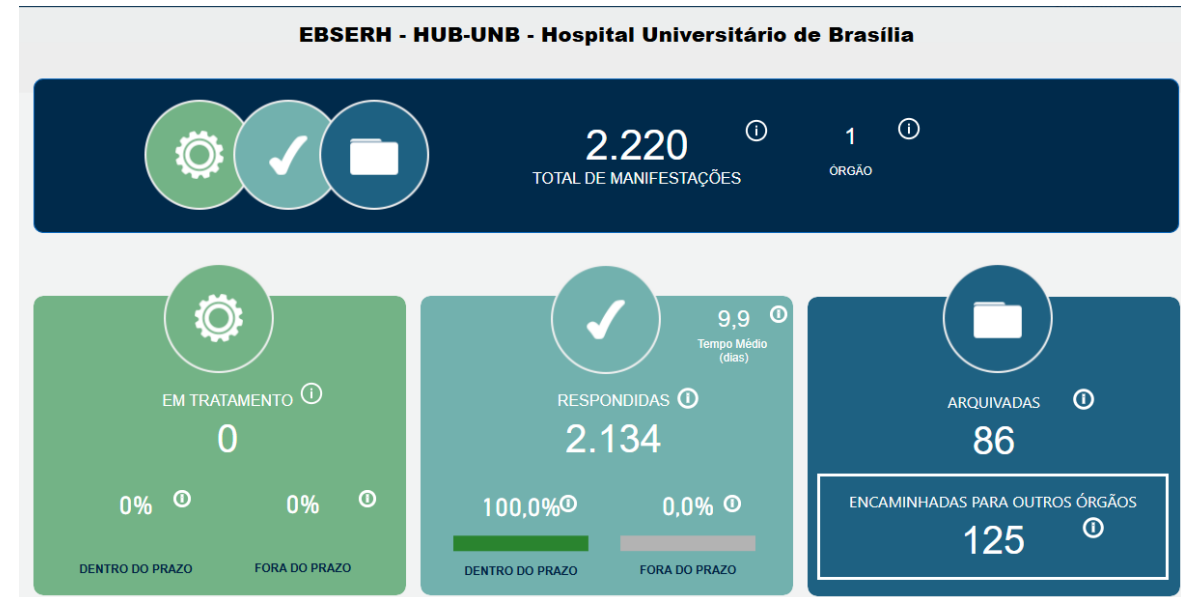 EBSERH - HUB-UNB - Hospital Universitário de Brasília
2.220
TOTAL DE MANIFESTAÇÕES
1
ÓRGÃO
EM TRATAMENTO
0
0%
0%
DENTRO DO PRAZO
FORA DO PRAZO
9,9
Tempo Médio
(dias)
RESPONDIDAS
2.134
100,0%
0,0%
DENTRO DO PRAZO
FORA DO PRAZO
ARQUIVADAS
86
ENCAMINHADAS PARA OUTROS ÓRGÃOS
125